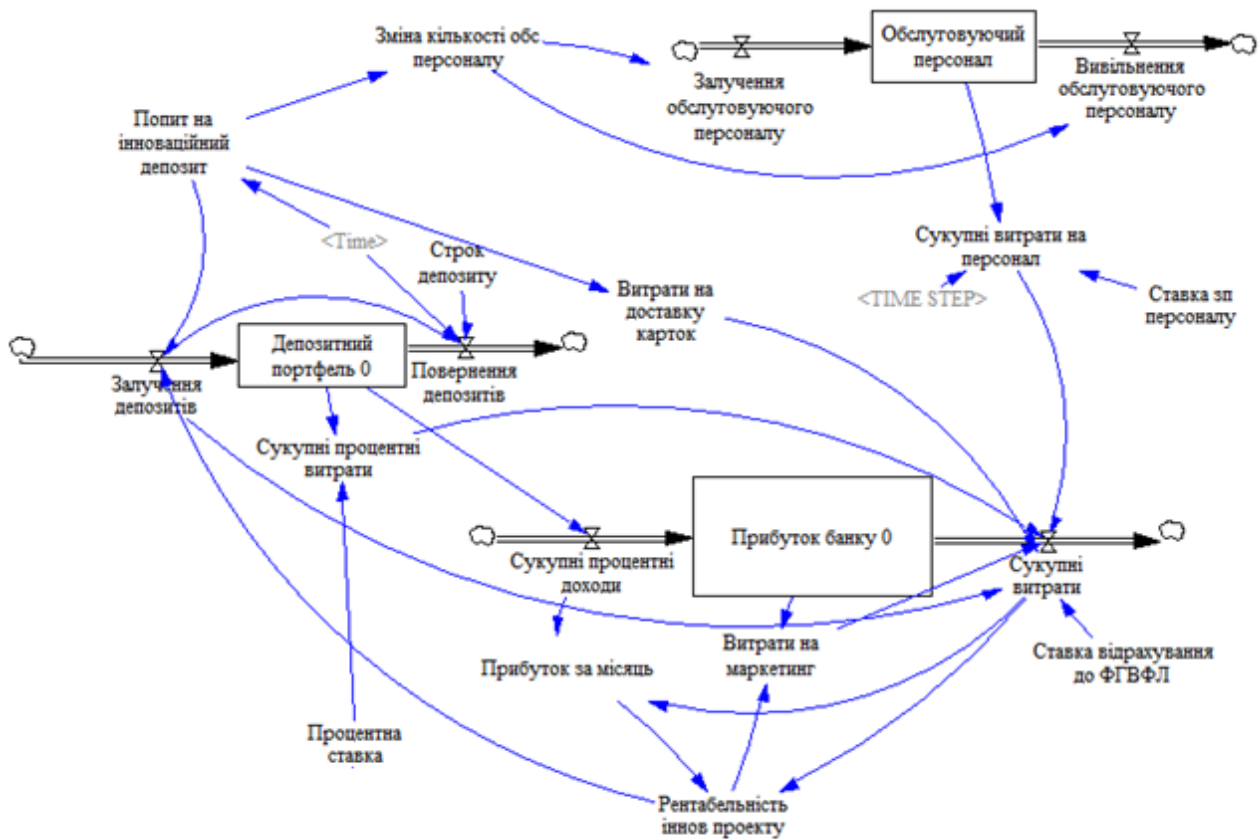 Зміна кількості обс
персоналу
Обслуговуючий
персонал
Залучення
обслуговуючого
персоналу
Вивільнення
обслуговуючого
персоналу
Попит на
інноваційний
депозит
<Time>
Строк
депозиту
Сукупні витрати на
персонал
<TIME STEP>
Ставка зп
персоналу
Витрати на
доставку
карток
Депозитний
портфель 0
Залучення
депозитів
Повернення
депозитів
Сукупні процентні
витрати
Прибуток банку 0
Сукупні процентні
доходи
Сукупні
витрати
Прибуток за місяць
Витрати на
маркетинг
Ставка відрахування
до ФГВФЛ
Процентна
ставка
Рентабельність
іннов проекту